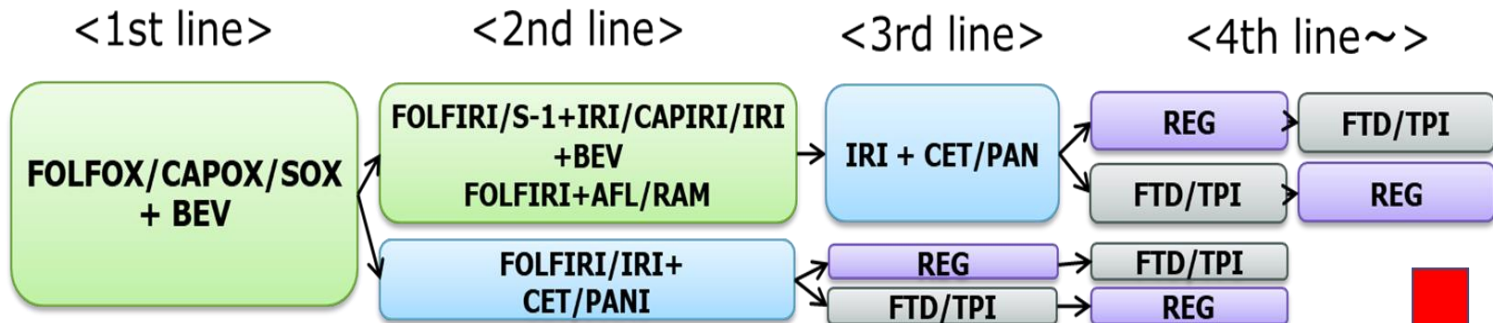 <1st line>
<2nd line>
<3rd line>
<4th line~>
FOLFOX/CAPOX/SOX
+ BEV
FOLFIRI/S-1+IRI/CAPIRI/IRI
+BEV
FOLFIRI+AFL/RAM
IRI + CET/PAN
REG
FTD/TPI
FTD/TPI
REG
FOLFIRI/IRI+
CET/PANI
REG
FTD/TPI
FTD/TPI
REG